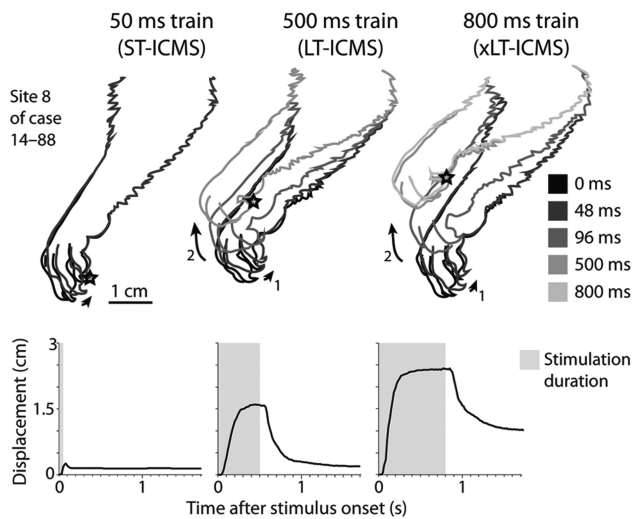 50 ms train
(ST-ICMS)
500 ms train
(LT-ICMS)
800 ms train
(xLT-ICMS)
Site 8
of case
14–88
1 cm
2
1
2
1
0 ms
48 ms
96 ms
500 ms
800 ms
Displacement (cm)
3
1.5
0
0
1
0
1
0
1
Time after stimulus onset (s)
Stimulation
duration